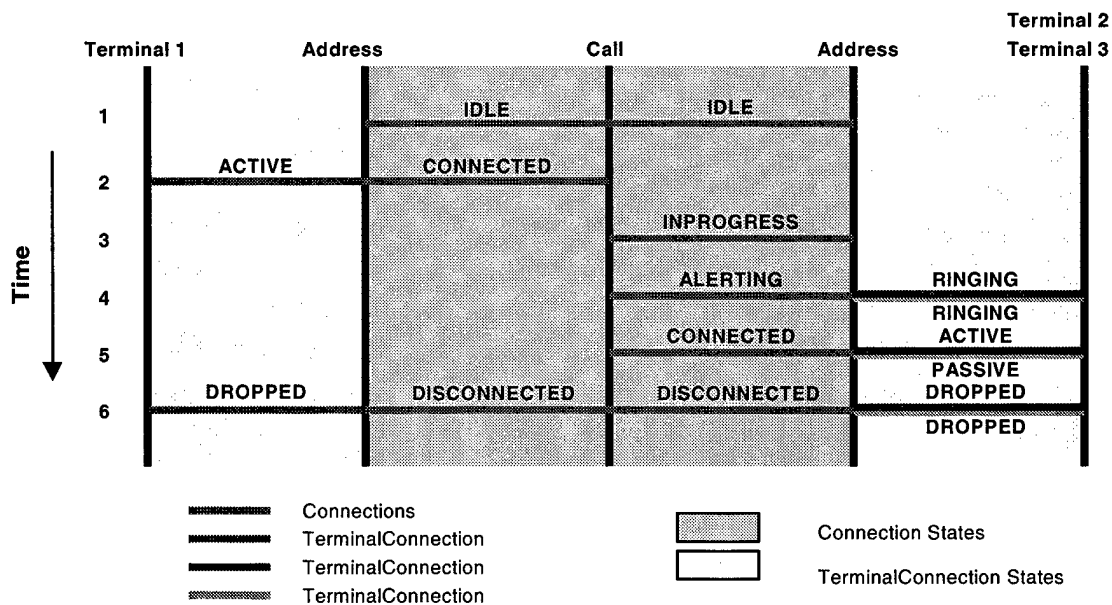 Terminal 2
Terminal 1 Address Call Address Terminal 3
1 IDLE IDLE
2 ACTIVE CONNECTED
3 INPROGRESS
4 ALERTING RINGING
RINGING
5 CONNECTED ACTIVE
PASSIVE
6 DROPPED DISCONNECTED DISCONNECTED DROPPED
DROPPED
Time
Connections
TerminalConnection
TerminalConnection
TerminalConnection
Connection States
TerminalConnection States